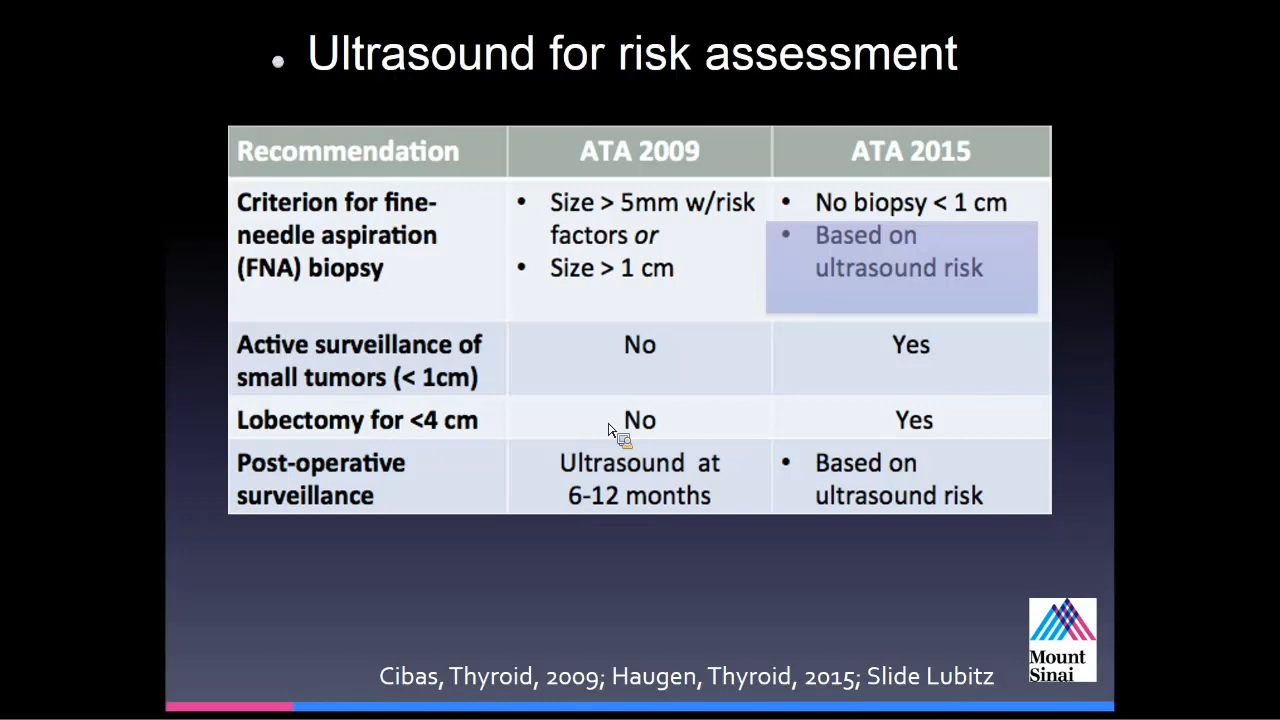 • Ultrasound for risk assessment
Recommendation ATA 2009 ATA 2015
Criterion for fine-
needle aspiration
(FNA) biopsy
• Size > 5mm w/risk
factors or
• Size > 1 cm
• No biopsy < 1 cm
• Based on
ultrasound risk
Active surveillance of
small tumors (< 1cm)
No
Yes
Lobectomy for <4 cm
No
Yes
Post-operative
surveillance
Ultrasound at
6-12 months
• Based on
ultrasound risk
Mount
Sinai
Cibas, Thyroid, 2009; Haugen, Thyroid, 2015; Slide Lubitz